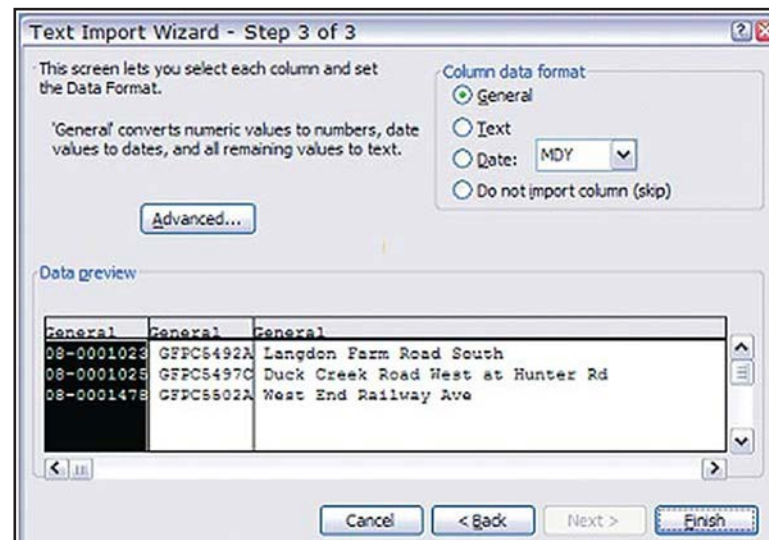 Text Import Wizard - Step 3 of 3
This screen lets you select each column and set
the Data Format.
'General' converts numeric values to numbers, date
values to dates, and all remaining values to text.
Advanced...
Column data format
General
Text
Date: MDY
Do not import column (skip)
Data preview
General General General
08-0001023 GFPC5492A Langdon Farm Road South
08-0001025 GFPC5497C Duck Creek Road West at Hunter Rd
08-0001478 GFPC5502A West End Railway Ave
Cancel < Back Next > Finish